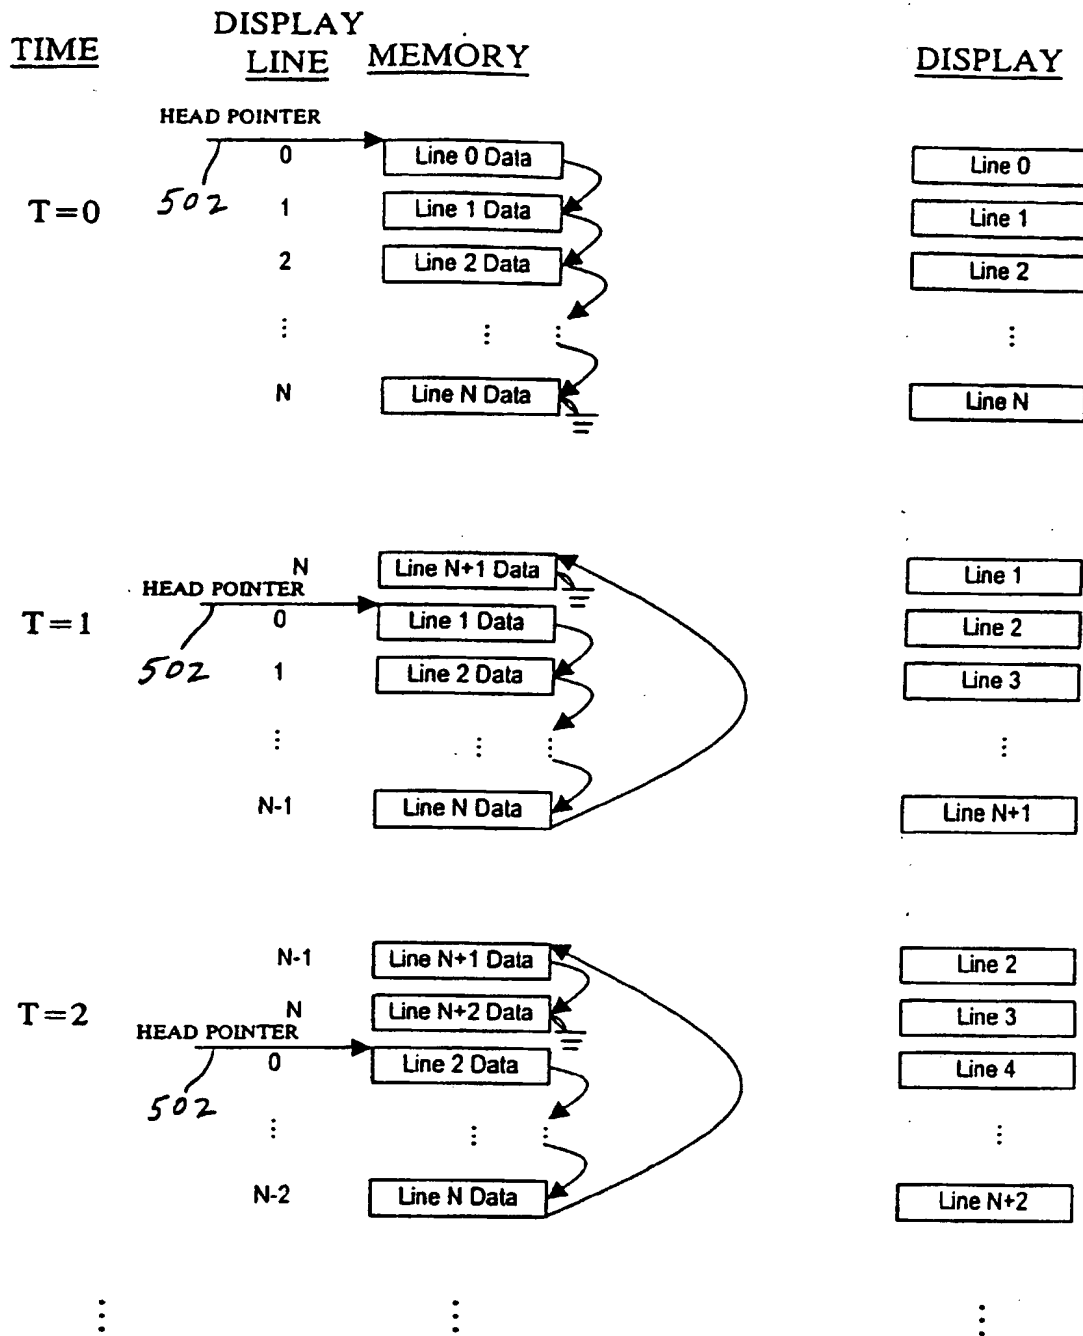 TIME DISPLAY LINE MEMORY DISPLAY
HEAD POINTER
0 Line 0 Data Line 0
T=0 502 1 Line 1 Data Line 1
2 Line 2 Data Line 2
⋮ ⋮ ⋮ ⋮
N Line N Data Line N
N Line N+1 Data Line 1
HEAD POINTER
T=1 0 Line 1 Data Line 2
502 1 Line 2 Data Line 3
⋮ ⋮ ⋮ ⋮
N-1 Line N Data Line N+1
N-1 Line N+1 Data Line 2
T=2 N Line N+2 Data Line 3
HEAD POINTER
0 Line 2 Data Line 4
502
⋮ ⋮ ⋮ ⋮
N-2 Line N Data Line N+2
⋮ ⋮ ⋮